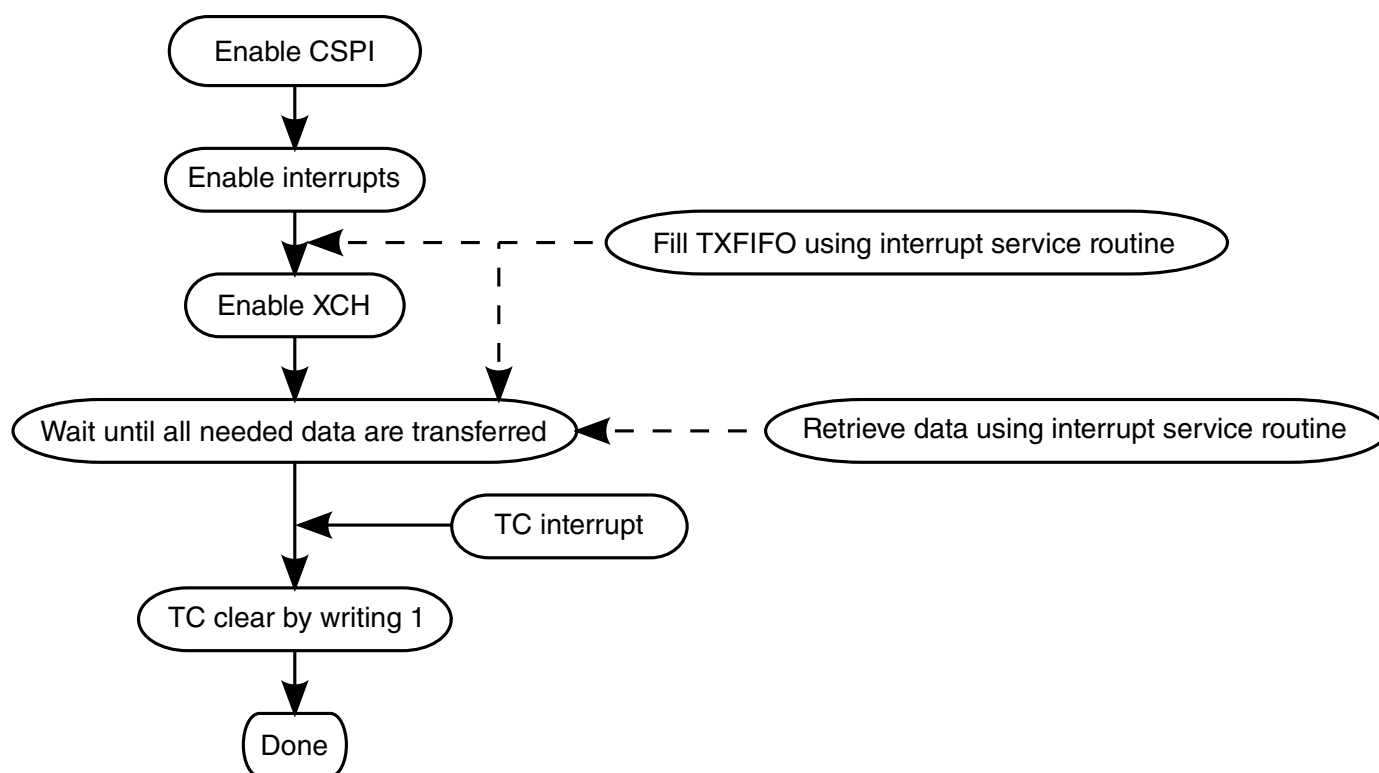 Enable CSPI
Enable interrupts
Fill TXFIFO using interrupt service routine
Enable XCH
Wait until all needed data are transferred
Retrieve data using interrupt service routine
TC interrupt
TC clear by writing 1
Done